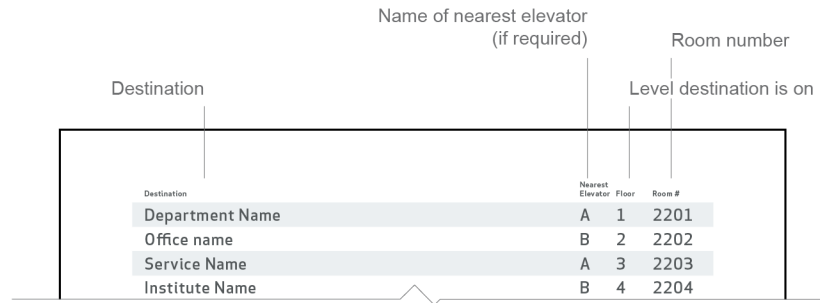 Name of nearest elevator
(if required)
Room number
Destination
Level destination is on
Destination
Nearest
Elevator Floor Room #
Department Name A 1 2201
Office name B 2 2202
Service Name A 3 2203
Institute Name B 4 2204